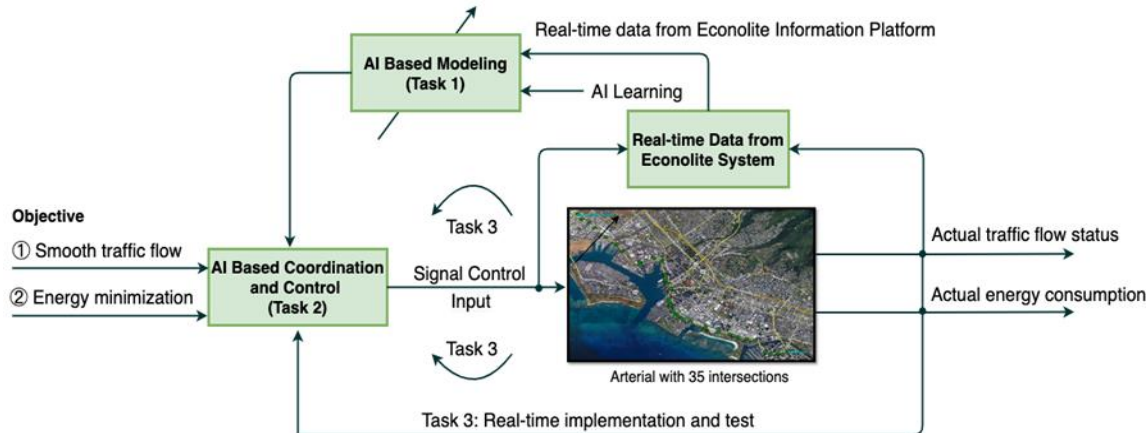 Real-time data from Econolite Information Platform
AI Based Modeling
(Task 1)
AI Learning
Real-time Data from
Econolite System
Objective
① Smooth traffic flow
② Energy minimization
AI Based Coordination
and Control
(Task 2)
Task 3
Signal Control
Input
Task 3
Arterial with 35 intersections
Actual traffic flow status
Actual energy consumption
Task 3: Real-time implementation and test